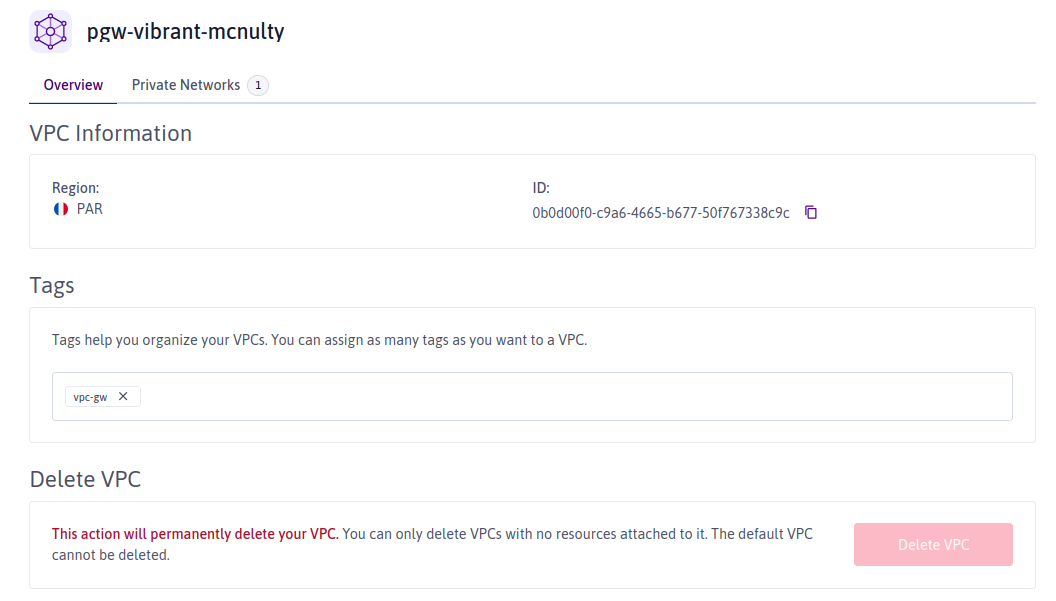 pgw-vibrant-mcnulty
Overview Private Networks 1
VPC Information
Region: ID:
PAR 0b0d00f0-c9a6-4665-b677-50f767338c9c
Tags
Tags help you organize your VPCs. You can assign as many tags as you want to a VPC.
vpc-gw
Delete VPC
This action will permanently delete your VPC. You can only delete VPCs with no resources attached to it. The default VPC
cannot be deleted.
Delete VPC